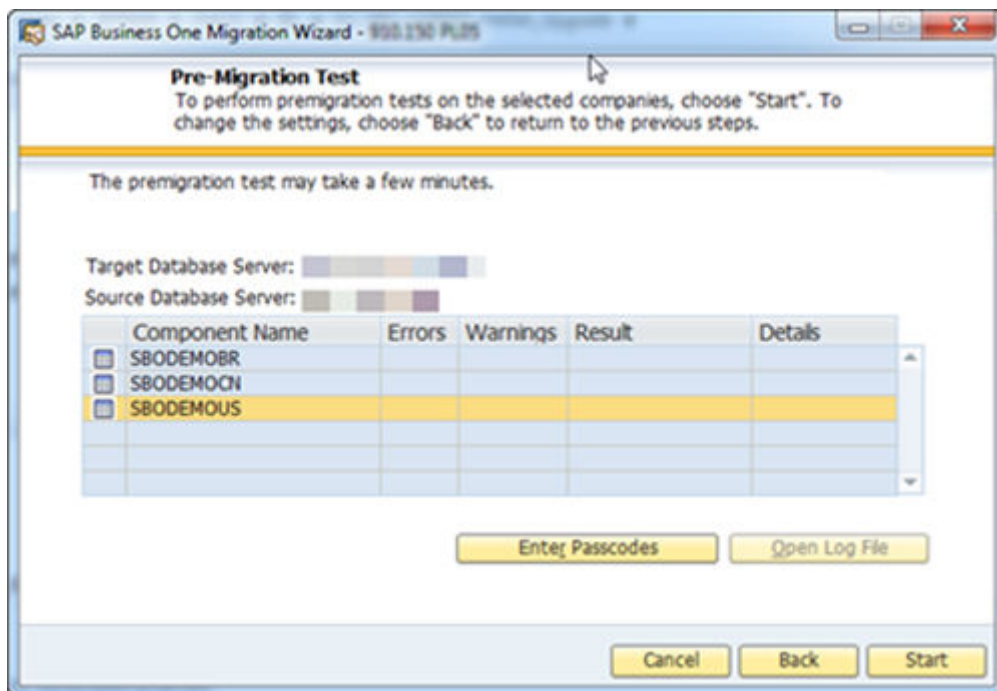 SAP Business One Migration Wizard -
Pre-Migration Test
To perform premigration tests on the selected companies, choose "Start". To
change the settings, choose "Back" to return to the previous steps.
The premigration test may take a few minutes.
Target Database Server:
Source Database Server:
Component Name Errors Warnings Result Details
SBODEMOBR
SBODEMOCN
SBODEMOUS
Enter Passcodes Open Log File
Cancel Back Start